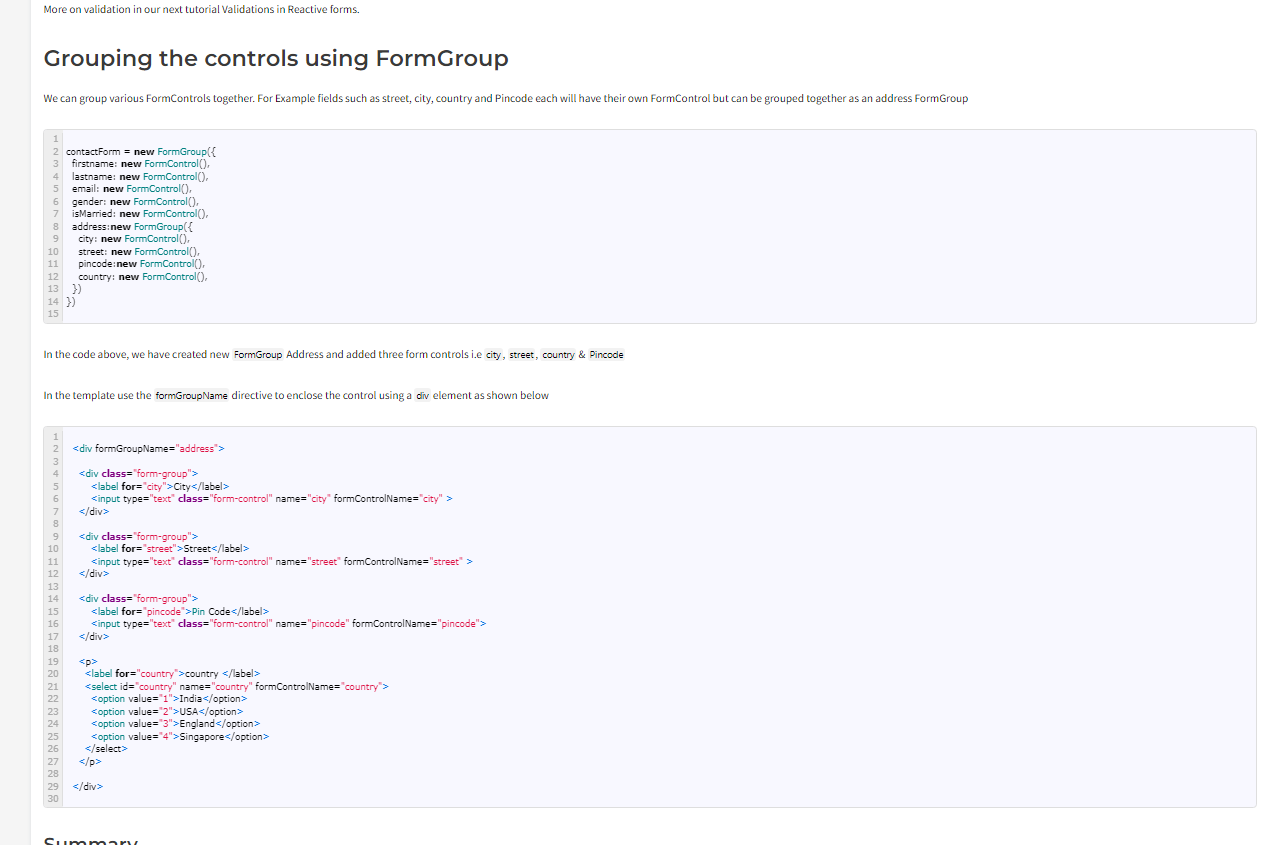 More on validation in our next tutorial Validations in Reactive forms.
Grouping the controls using FormGroup
We can group various FormControls together. For Example fields such as street, city, country and Pincode each will have their own FormControl but can be grouped together as an address FormGroup
1
2 contactForm = new FormGroup({
3 firstname: new FormControl(),
4 lastname: new FormControl(),
5 email: new FormControl(),
6 gender: new FormControl(),
7 isMarried: new FormControl(),
8 address:new FormGroup({
9 city: new FormControl(),
10 street: new FormControl(),
11 pincode:new FormControl(),
12 country: new FormControl(),
13 })
14 })
15
In the code above, we have created new FormGroup Address and added three form controls i.e city, street, country & Pincode
In the template use the formGroupName directive to enclose the control using a div element as shown below
1
2 <div formGroupName="address">
3
4 <div class="form-group">
5 <label for="city">City</label>
6 <input type="text" class="form-control" name="city" formControlName="city" >
7 </div>
8
9 <div class="form-group">
10 <label for="street">Street</label>
11 <input type="text" class="form-control" name="street" formControlName="street" >
12 </div>
13
14 <div class="form-group">
15 <label for="pincode">Pin Code</label>
16 <input type="text" class="form-control" name="pincode" formControlName="pincode">
17 </div>
18
19 <p>
20 <label for="country">country </label>
21 <select id="country" name="country" formControlName="country">
22 <option value="1">India</option>
23 <option value="2">USA</option>
24 <option value="3">England</option>
25 <option value="4">Singapore</option>
26 </select>
27 </p>
28
29 </div>
30
Summary